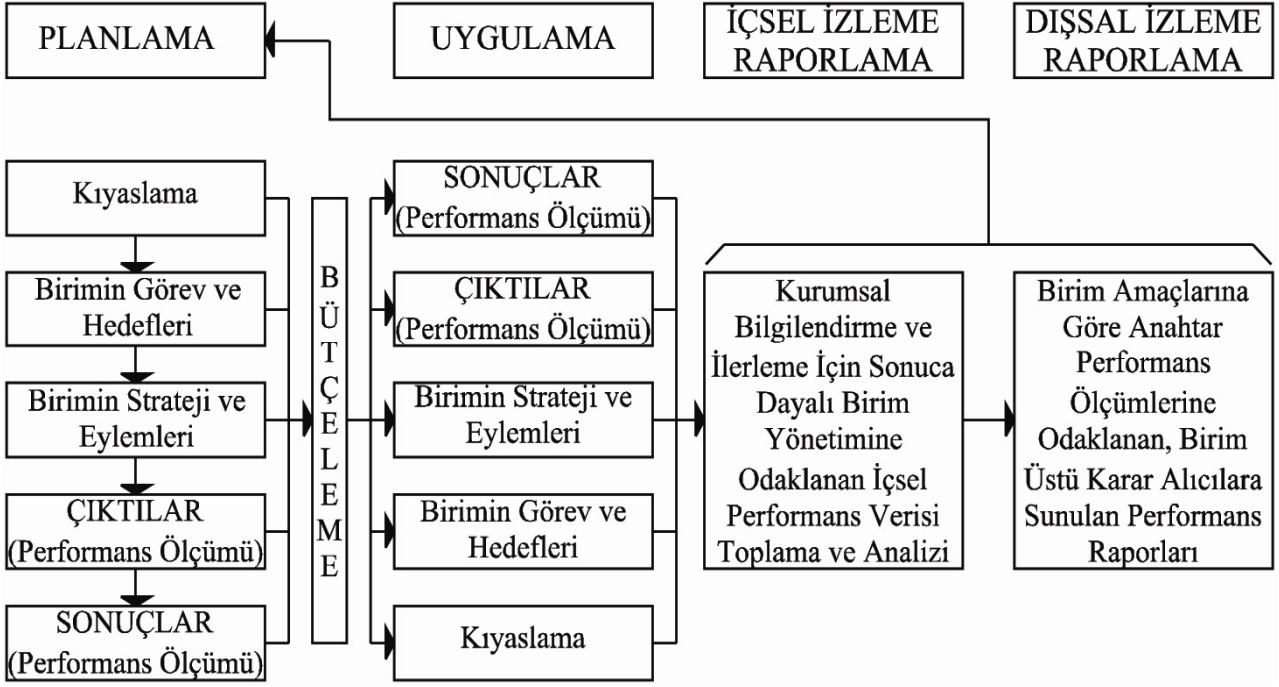 PLANLAMA
UYGULAMA
İÇSEL İZLEME
RAPORLAMA
DIŞSAL İZLEME
RAPORLAMA
Kıyaslama
Birimin Görev ve
Hedefleri
Birimin Strateji ve
Eylemleri
ÇIKTILAR
(Performans Ölçümü)
SONUÇLAR
(Performans Ölçümü)
B
Ü
T
Ç
E
L
E
M
E
SONUÇLAR
(Performans Ölçümü)
ÇIKTILAR
(Performans Ölçümü)
Birimin Strateji ve
Eylemleri
Birimin Görev ve
Hedefleri
Kıyaslama
Kurumsal
Bilgilendirme ve
İlerleme İçin Sonuca
Dayalı Birim
Yönetimine
Odaklanan İçsel
Performans Verisi
Toplama ve Analizi
Birim Amaçlarına
Göre Anahtar
Performans
Ölçümlerine
Odaklanan, Birim
Üstü Karar Alıcılara
Sunulan Performans
Raporları